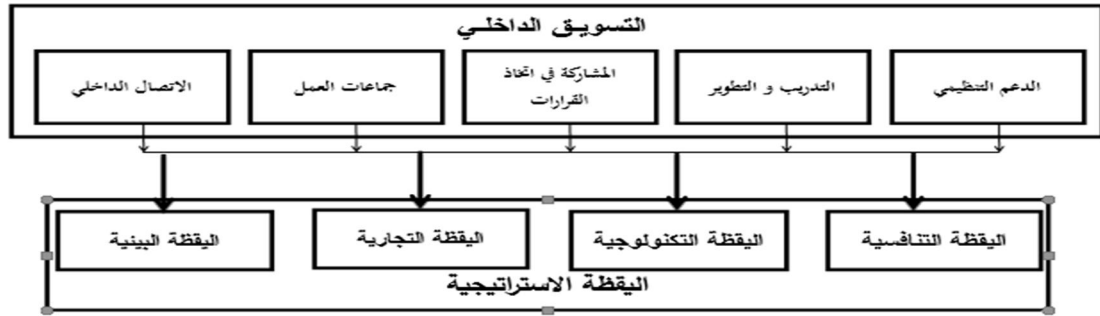 التسويق الداخلي
الدعم التنظيمي
التدريب و التطوير
المشاركة في اتخاذ
القرارات
جماعات العمل
الاتصال الداخلي
اليقظة التنافسية
اليقظة التكنولوجية
اليقظة التجارية
اليقظة البينية
اليقظة الاستراتيجية